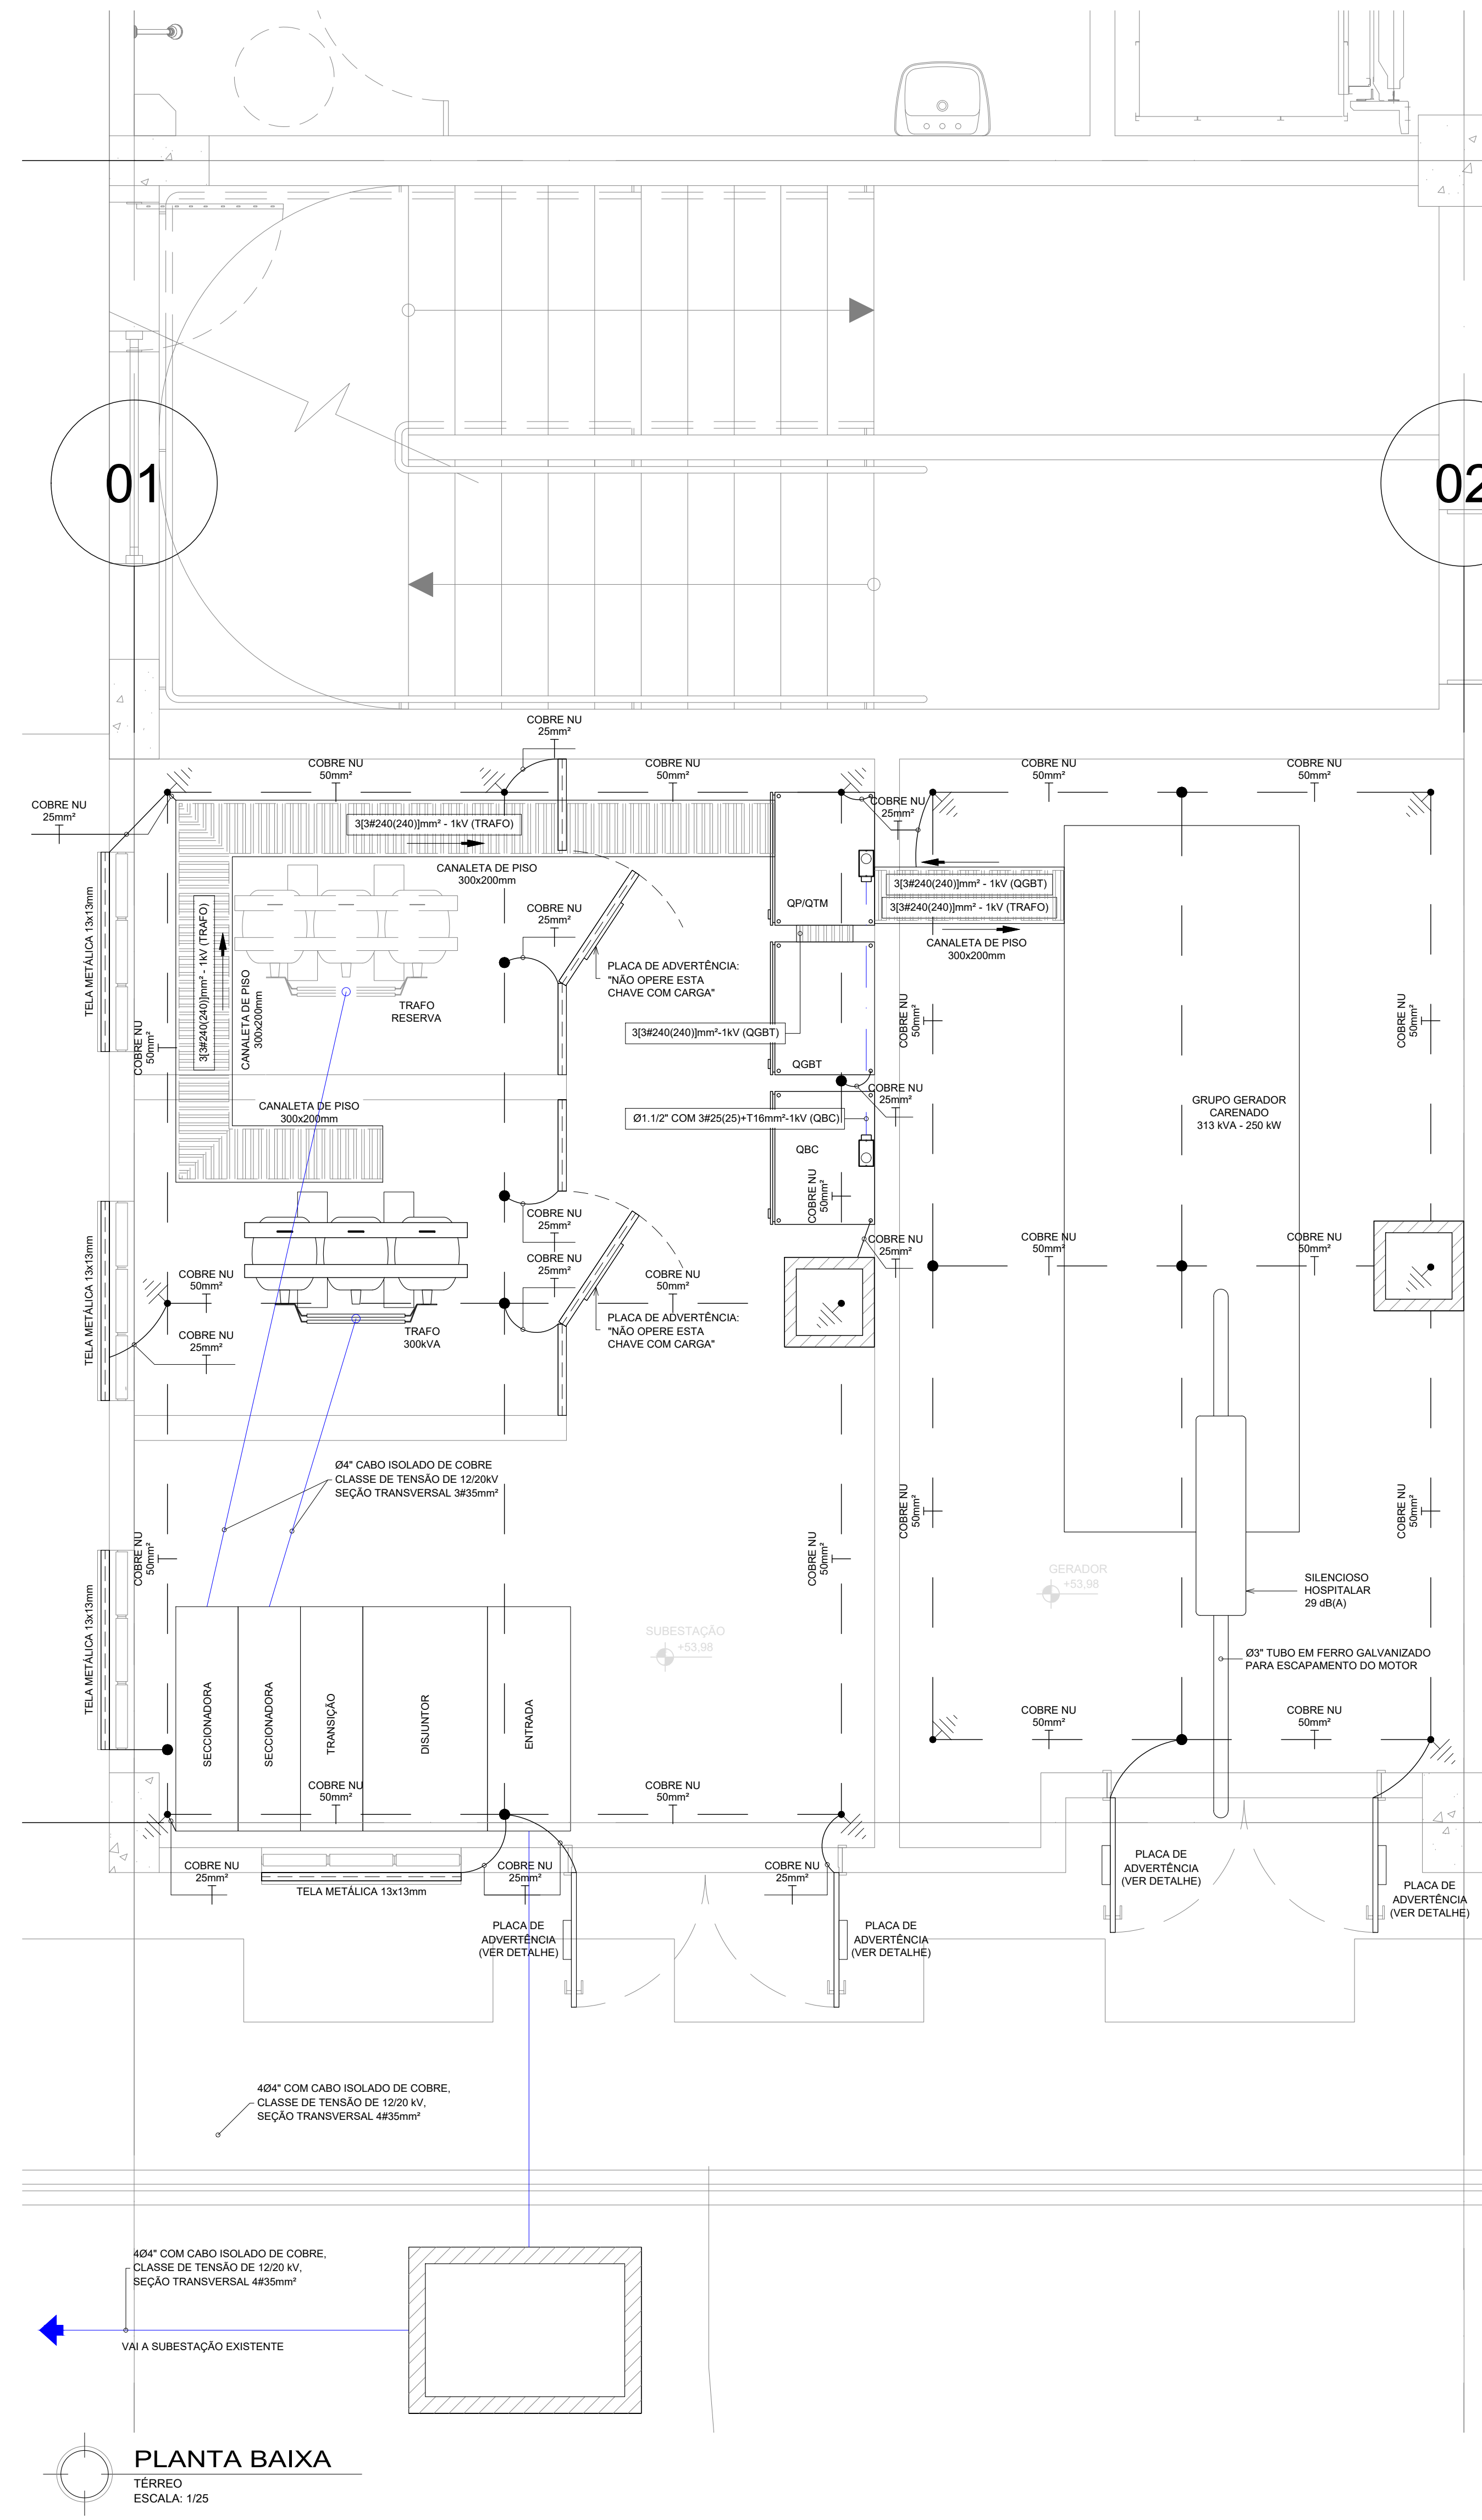 01
02
COBRE NU
25mm²
COBRE NU
50mm²
COBRE NU
50mm²
COBRE NU
50mm²
COBRE NU
50mm²
COBRE NU
25mm²
COBRE NU
25mm²
3[3#240(240)]mm² - 1kV (TRAFO)
CANALETA DE PISO
300x200mm
TELA METÁLICA 13x13mm
3[3#240(240)]mm² - 1kV (TRAFO)
CANALETA DE PISO
300x200mm
COBRE NU
50mm²
TRAFO
RESERVA
COBRE NU
25mm²
PLACA DE ADVERTÊNCIA:
"NÃO OPERE ESTA
CHAVE COM CARGA"
QP/QTM
3[3#240(240)]mm² - 1kV (QGBT)
3[3#240(240)]mm² - 1kV (TRAFO)
CANALETA DE PISO
300x200mm
3[3#240(240)]mm²-1kV (QGBT)
QGBT
COBRE NU
50mm²
COBRE NU
50mm²
CANALETA DE PISO
300x200mm
Ø1.1/2" COM 3#25(25)+T16mm²-1kV (QBC)
COBRE NU
25mm²
QBC
COBRE NU
50mm²
GRUPO GERADOR
CARENADO
313 kVA - 250 kW
TELA METÁLICA 13x13mm
COBRE NU
25mm²
COBRE NU
25mm²
COBRE NU
25mm²
COBRE NU
50mm²
COBRE NU
50mm²
COBRE NU
50mm²
COBRE NU
50mm²
COBRE NU
25mm²
TRAFO
300kVA
PLACA DE ADVERTÊNCIA:
"NÃO OPERE ESTA
CHAVE COM CARGA"
Ø4" CABO ISOLADO DE COBRE
CLASSE DE TENSÃO DE 12/20kV
SEÇÃO TRANSVERSAL 3#35mm²
COBRE NU
50mm²
COBRE NU
50mm²
COBRE NU
50mm²
COBRE NU
50mm²
TELA METÁLICA 13x13mm
SUBESTAÇÃO
+53,98
GERADOR
+53,98
SILENCIOSO
HOSPITALAR
29 dB(A)
Ø3" TUBO EM FERRO GALVANIZADO
PARA ESCAPAMENTO DO MOTOR
SECCIONADORA
SECCIONADORA
TRANSIÇÃO
DISJUNTOR
ENTRADA
COBRE NU
50mm²
COBRE NU
50mm²
COBRE NU
50mm²
COBRE NU
50mm²
COBRE NU
25mm²
COBRE NU
25mm²
COBRE NU
25mm²
TELA METÁLICA 13x13mm
PLACA DE
ADVERTÊNCIA
(VER DETALHE)
PLACA DE
ADVERTÊNCIA
(VER DETALHE)
PLACA DE
ADVERTÊNCIA
(VER DETALHE)
PLACA DE
ADVERTÊNCIA
(VER DETALHE)
4Ø4" COM CABO ISOLADO DE COBRE,
CLASSE DE TENSÃO DE 12/20 kV,
SEÇÃO TRANSVERSAL 4#35mm²
4Ø4" COM CABO ISOLADO DE COBRE,
CLASSE DE TENSÃO DE 12/20 kV,
SEÇÃO TRANSVERSAL 4#35mm²
VAI A SUBESTAÇÃO EXISTENTE
PLANTA BAIXA
TÉRREO
ESCALA: 1/25